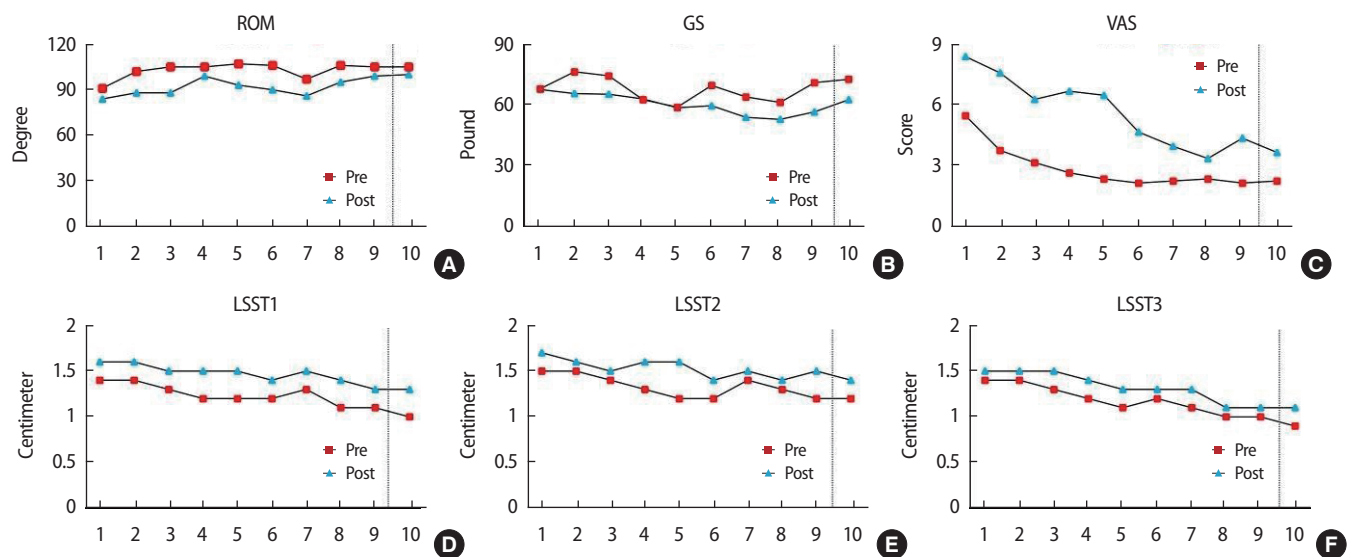 ROM
120
90
60
30
0
Degree
Pre
Post
1 2 3 4 5 6 7 8 9 10
A
GS
90
60
30
0
Pound
Pre
Post
1 2 3 4 5 6 7 8 9 10
B
VAS
9
6
3
0
Score
Pre
Post
1 2 3 4 5 6 7 8 9 10
C
LSST1
2
1.5
1
0.5
0
Centimeter
Pre
Post
1 2 3 4 5 6 7 8 9 10
D
LSST2
2
1.5
1
0.5
0
Centimeter
Pre
Post
1 2 3 4 5 6 7 8 9 10
E
LSST3
2
1.5
1
0.5
0
Centimeter
Pre
Post
1 2 3 4 5 6 7 8 9 10
F